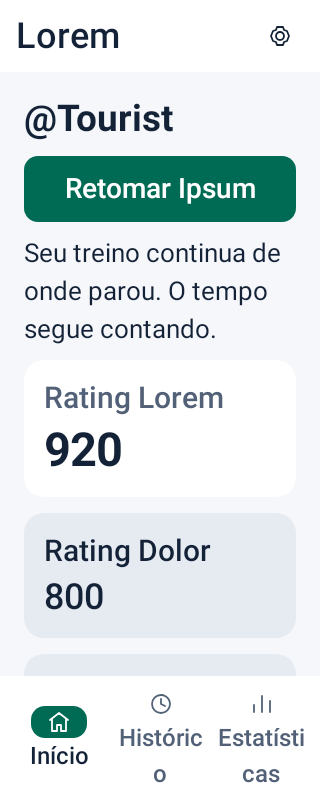 Lorem
@Tourist
Retomar Ipsum
Seu treino continua de
onde parou. O tempo
segue contando.
Rating Lorem
920
Rating Dolor
800
Início
Históric
o
Estatísti
cas